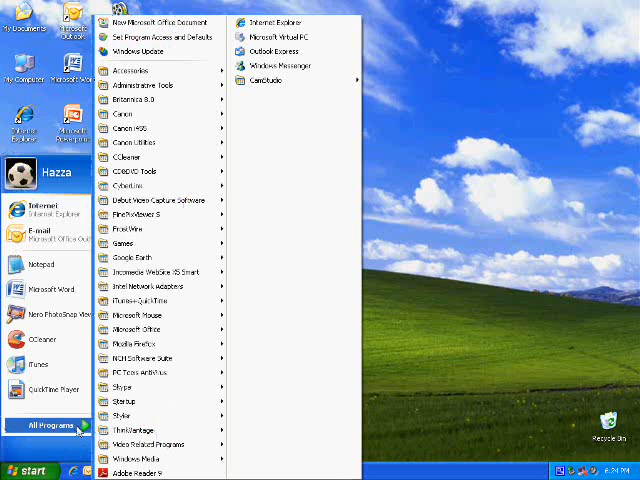 My Documents
Microsoft Outlook
My Computer
Microsoft Word
Internet Explorer
Microsoft Powerpoint
Hazza
Internet
Internet Explorer
E-mail
Microsoft Office Out
Notepad
Microsoft Word
Nero PhotoSnap View
CCleaner
iTunes
QuickTime Player
All Programs
start
New Microsoft Office Document
Set Program Access and Defaults
Windows Update
Accessories
Administrative Tools
Britannica 8.0
Canon
Canon i455
Canon Utilities
CCleaner
CD&DVD Tools
CyberLink
Debut Video Capture Software
FinePixViewer S
FrostWire
Games
Google Earth
Incomedia WebSite X5 Smart
Intel Network Adapters
iTunes+QuickTime
Microsoft Mouse
Microsoft Office
Mozilla Firefox
NCH Software Suite
PC Tools AntiVirus
Skype
Startup
Styler
ThinkVantage
Video Related Programs
Windows Media
Adobe Reader 9
Internet Explorer
Microsoft Virtual PC
Outlook Express
Windows Messenger
CamStudio
Recycle Bin
6:24 PM